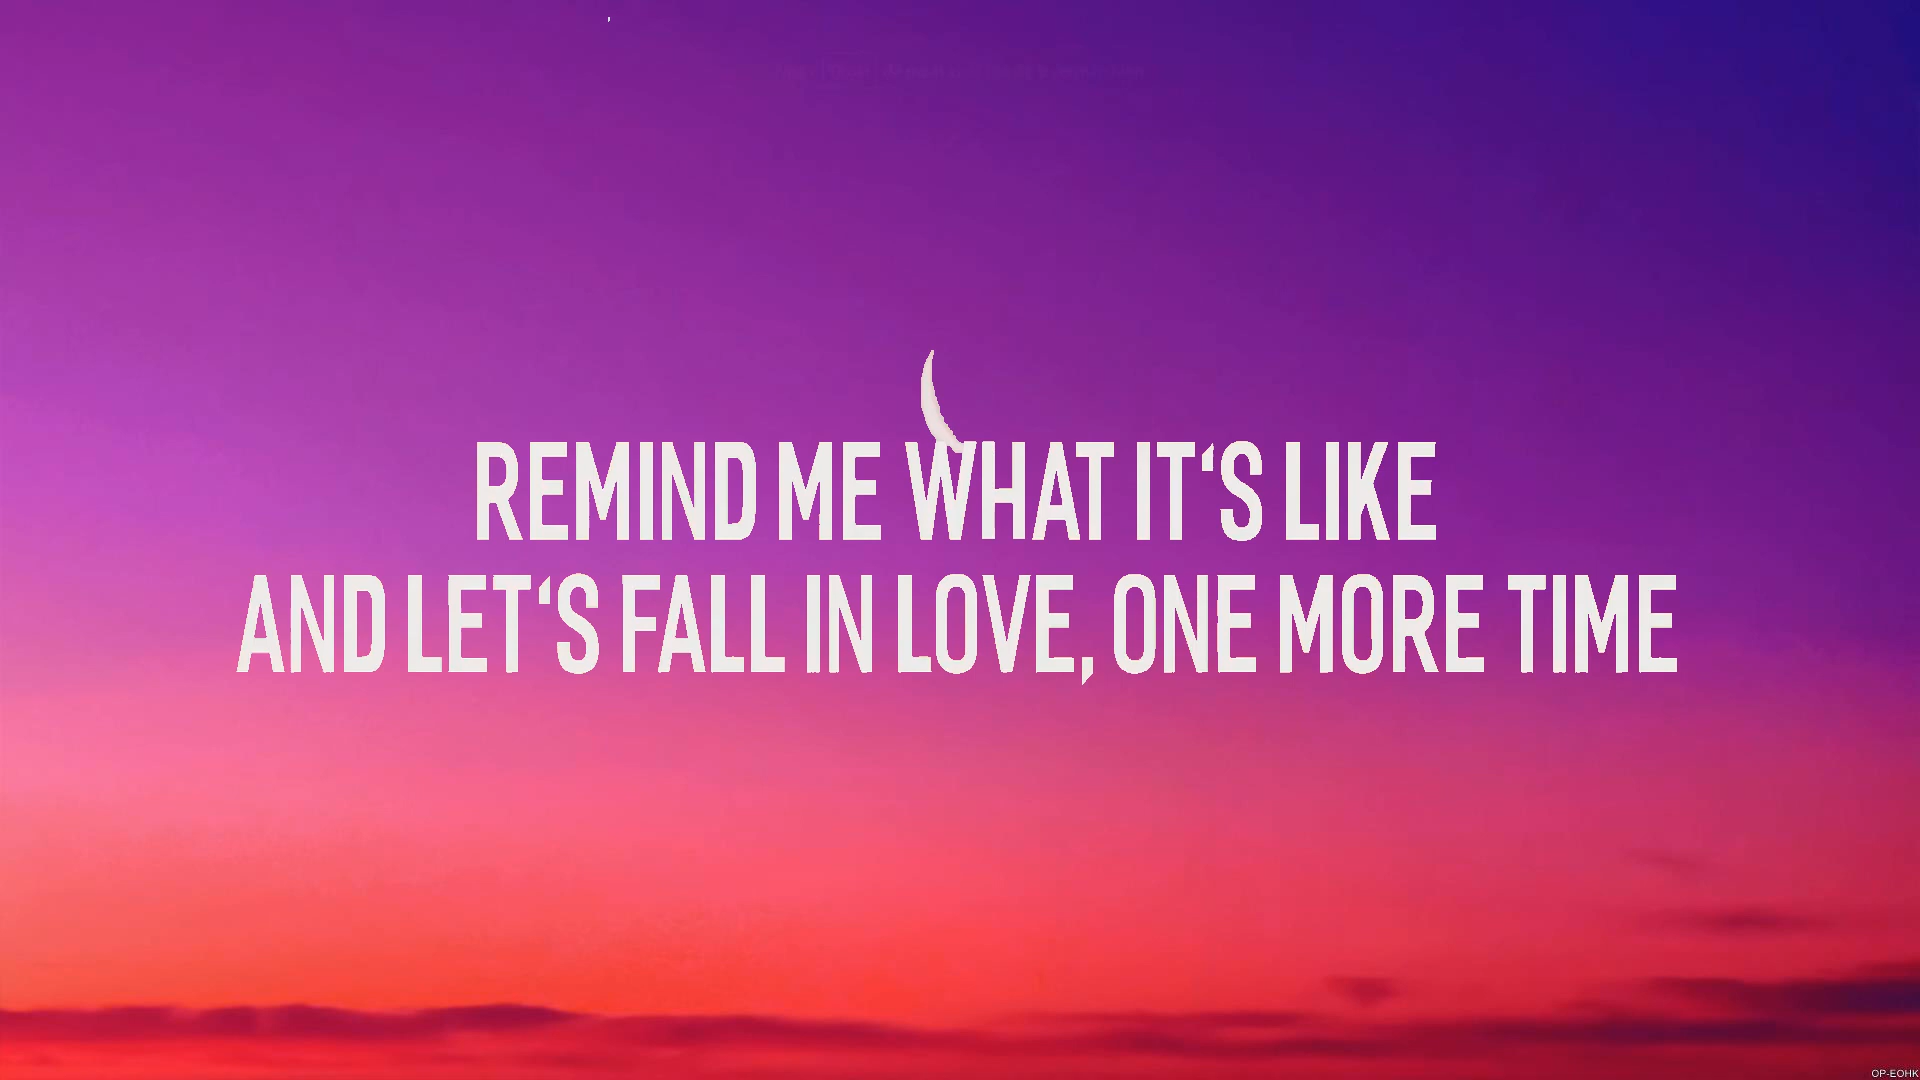 REMIND ME WHAT IT‘S LIKE
AND LET‘S FALL IN LOVE, ONE MORE TIME
OP-EOHK